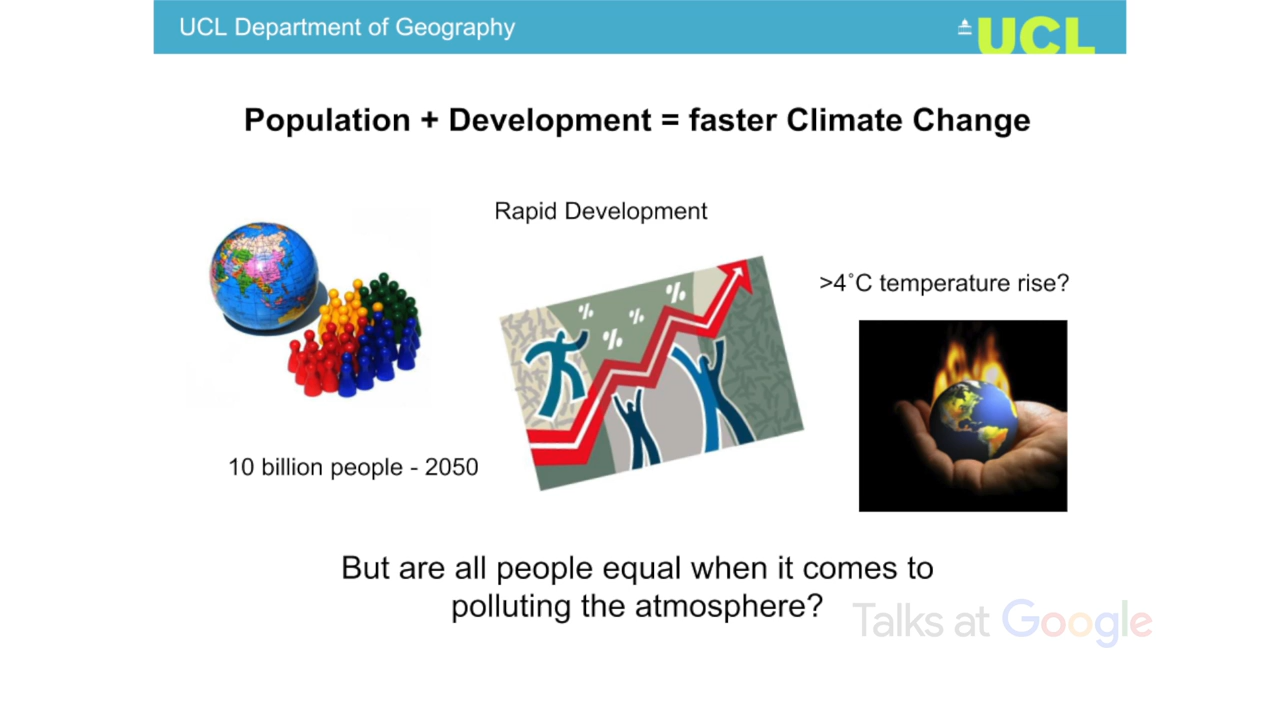 UCL Department of Geography
UCL
Population + Development = faster Climate Change
Rapid Development
>4˚C temperature rise?
% % % %
10 billion people - 2050
But are all people equal when it comes to
polluting the atmosphere?
Talks at Google